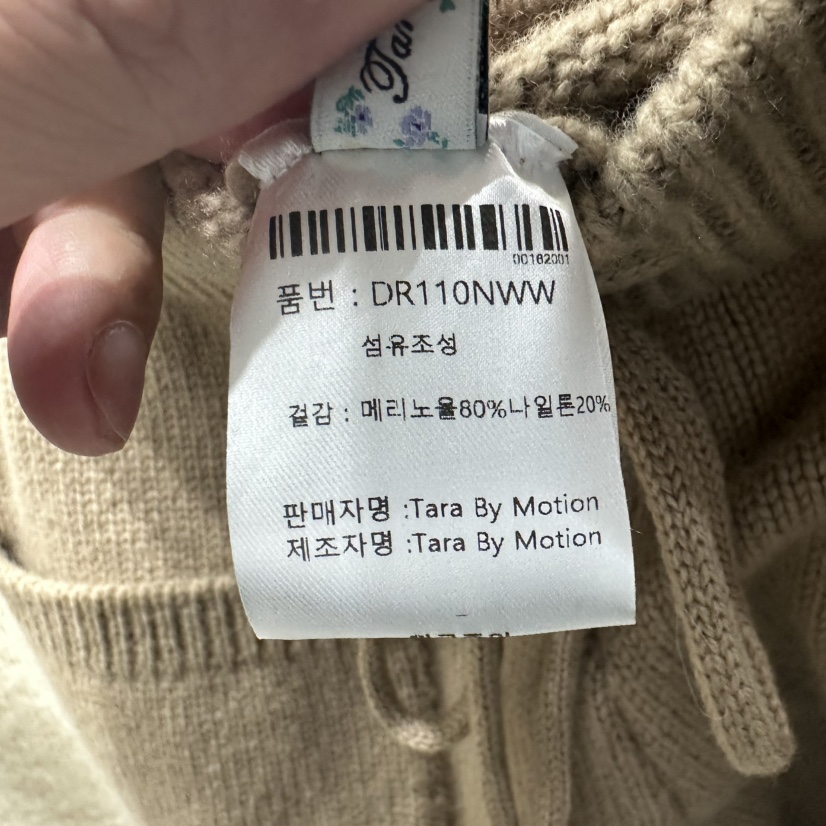 Tar
00162001
품번 : DR110NWW
섬유조성
겉감 : 메리노울80%나일론20%
판매자명 :Tara By Motion
제조자명 :Tara By Motion